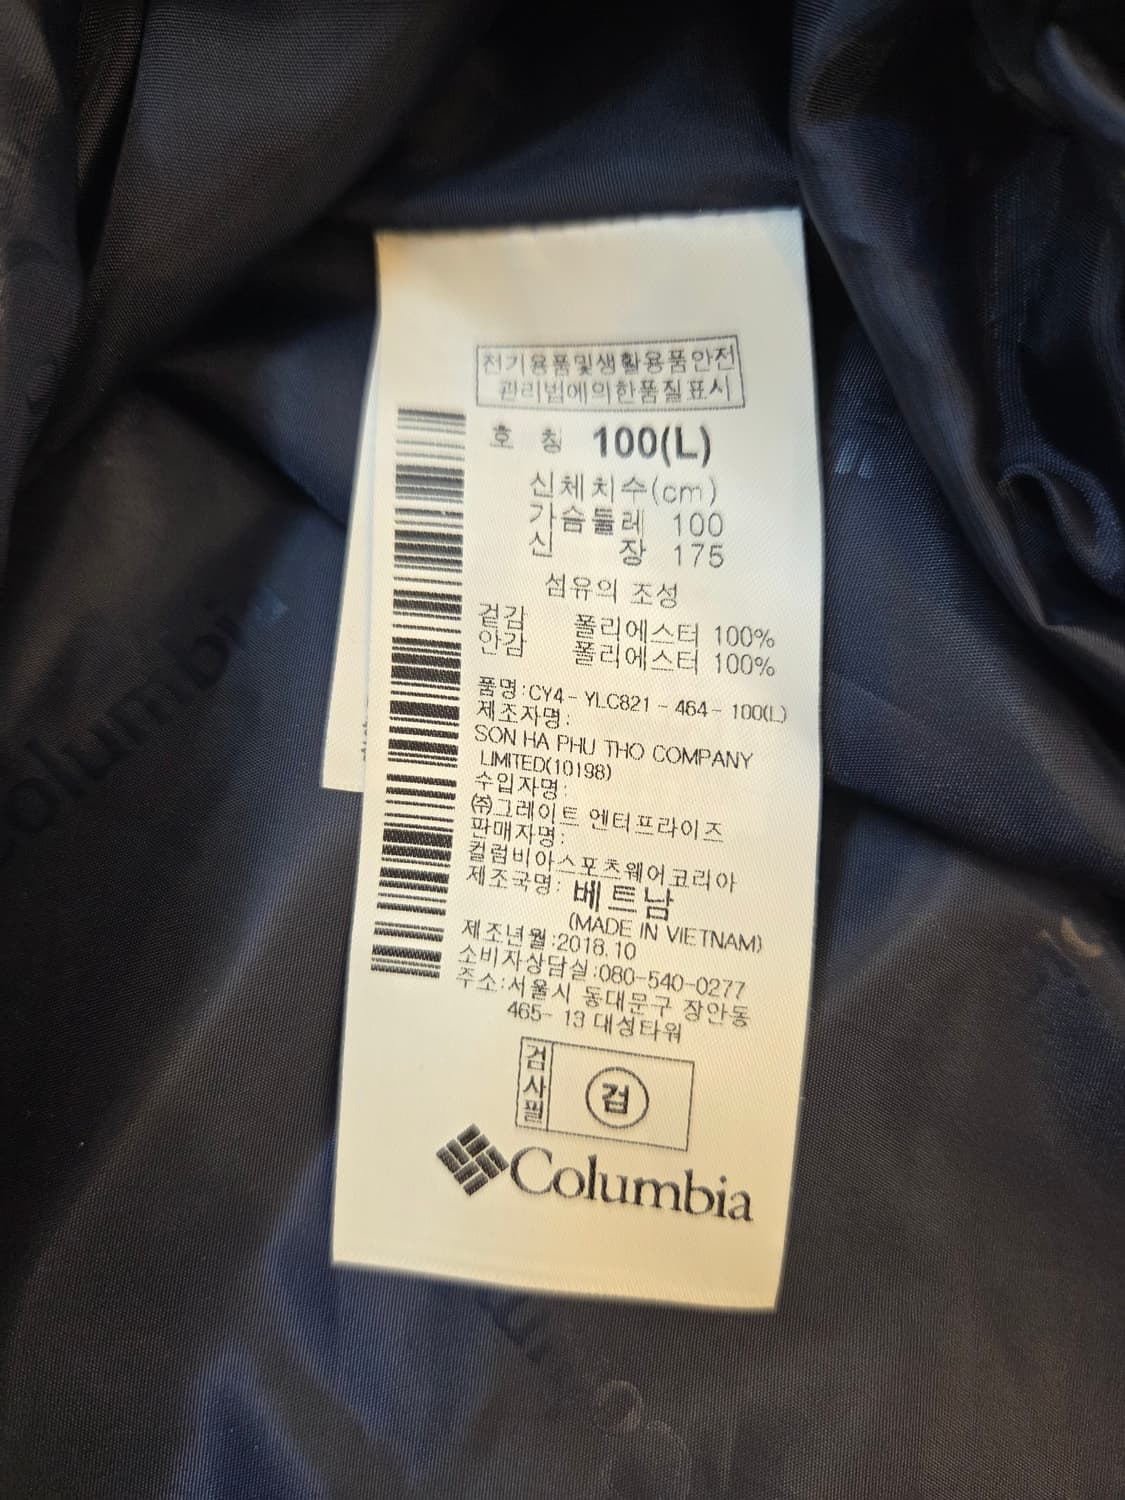 전기용품및생활용품안전
관리법에의한품질표시
호 칭 100(L)
신체치수(cm)
가슴둘레 100
신 장 175
섬유의 조성
겉감 폴리에스터 100%
안감 폴리에스터 100%
품명:CY4- YLC821 - 464- 100(L)
제조자명:
SON HA PHU THO COMPANY
LIMITED(10198)
수입자명:
㈜그레이트 엔터프라이즈
판매자명:
컬럼비아스포츠웨어코리아
제조국명: 베트남
(MADE IN VIETNAM)
제조년월:2018.10
소비자상담실:080-540-0277
주소:서울시 동대문구 장안동
465- 13 대성타워
검사필
검
Columbia
olumbi